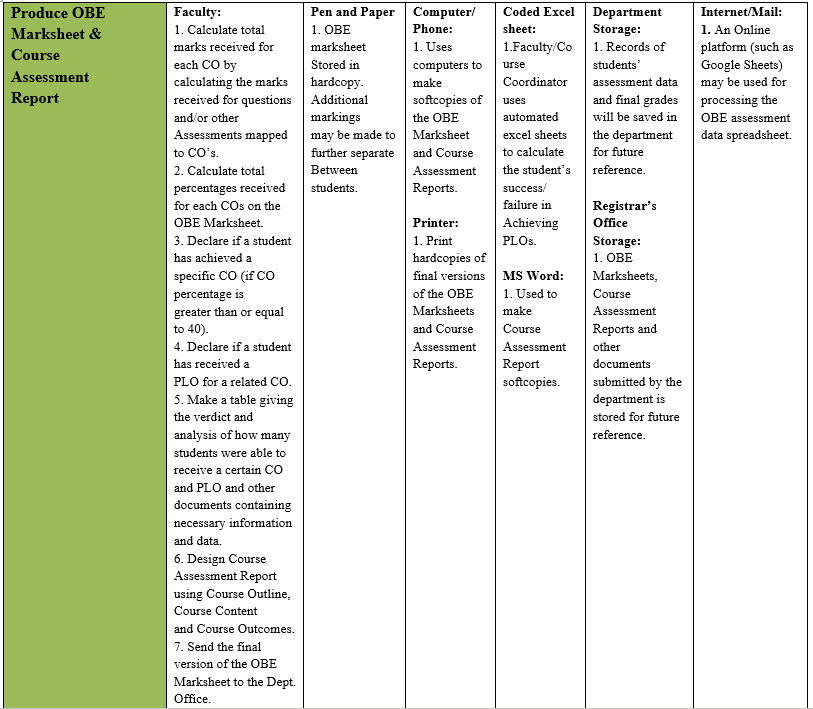 Produce OBE
Marksheet &
Course
Assessment
Report
Faculty:
1. Calculate total
marks received for
each CO by
calculating the marks
received for questions
and/or other
Assessments mapped
to CO's.
2. Calculate total
percentages received
for each COs on the
OBE Marksheet.
3. Declare if a student
has achieved a
specific CO (if CO
percentage is
greater than or equal
to 40).
4. Declare if a student
has received a
PLO for a related CO.
5. Make a table giving
the verdict and
analysis of how many
students were able to
receive a certain CO
and PLO and other
documents containing
necessary information
and data.
6. Design Course
Assessment Report
using Course Outline,
Course Content
and Course Outcomes.
7. Send the final
version of the OBE
Marksheet to the Dept.
Office.
Pen and Paper
1. OBE
marksheet
Stored in
hardcopy.
Additional
markings
may be made to
further separate
Between
students.
Computer/
Phone:
1. Uses
computers to
make
softcopies of
the OBE
Marksheet
and Course
Assessment
Reports.
Printer:
1. Print
hardcopies of
final versions
of the OBE
Marksheets
and Course
Assessment
Reports.
Coded Excel
sheet:
1.Faculty/Co
urse
Coordinator
uses
automated
excel sheets
to calculate
the student's
success/
failure in
Achieving
PLOs.
MS Word:
1. Used to
make
Course
Assessment
Report
softcopies.
Department
Storage:
1. Records of
students'
assessment data
and final grades
will be saved in
the department
for future
reference.
Registrar's
Office
Storage:
1. OBE
Marksheets,
Course
Assessment
Reports and
other
documents
submitted by the
department is
stored for future
reference.
Internet/Mail:
1. An Online
platform (such as
Google Sheets)
may be used for
processing the
OBE assessment
data spreadsheet.